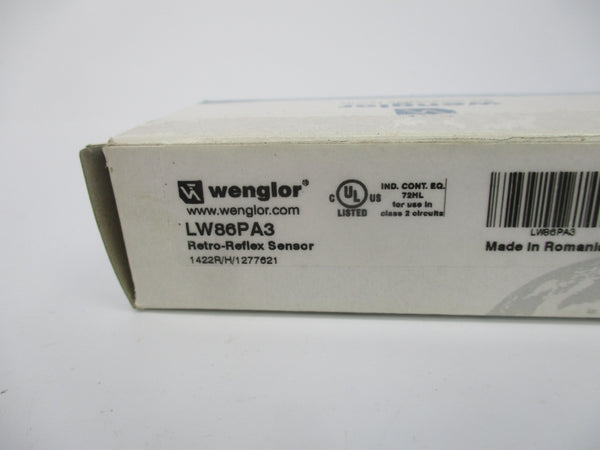 wenglor
wenglor®
www.wenglor.com
LW86PA3
Retro-Reflex Sensor
1422R/H/1277621
C UL US
LISTED
IND. CONT. EQ.
72HL
for use in
class 2 circuits
LW86PA3
Made in Romania